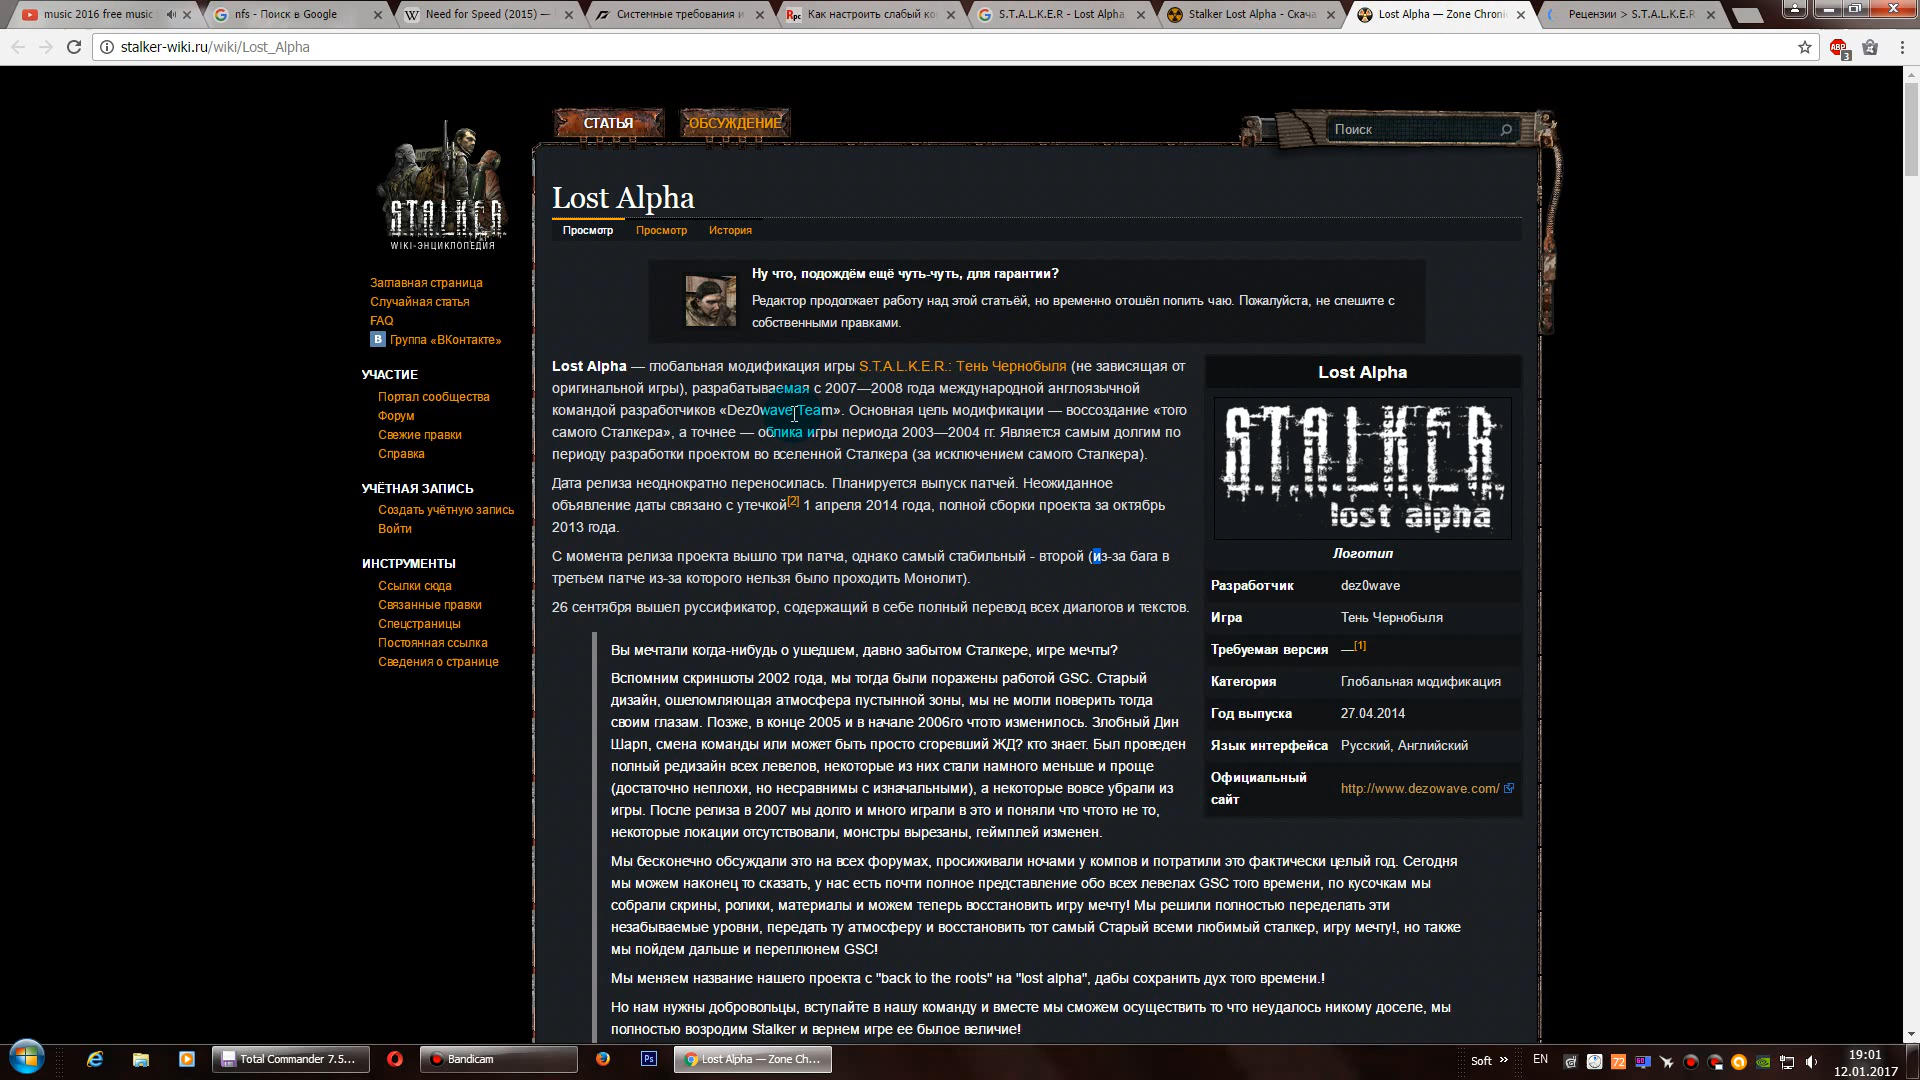 music 2016 free music
nfs - Поиск в Google
Need for Speed (2015) —
Системные требования и
Как настроить слабый ко
S.T.A.L.K.E.R - Lost Alpha
Stalker Lost Alpha - Скача
Lost Alpha — Zone Chroni
Рецензии > S.T.A.L.K.E.R
stalker-wiki.ru/wiki/Lost_Alpha
ABP
3
СТАТЬЯ
ОБСУЖДЕНИЕ
Поиск
S.T.A.L.K.E.R
WIKI-ЭНЦИКЛОПЕДИЯ
Заглавная страница
Случайная статья
FAQ
В Группа «ВКонтакте»
УЧАСТИЕ
Портал сообщества
Форум
Свежие правки
Справка
УЧЁТНАЯ ЗАПИСЬ
Создать учётную запись
Войти
ИНСТРУМЕНТЫ
Ссылки сюда
Связанные правки
Спецстраницы
Постоянная ссылка
Сведения о странице
Lost Alpha
Просмотр
Просмотр
История
Ну что, подождём ещё чуть-чуть, для гарантии?
Редактор продолжает работу над этой статьёй, но временно отошёл попить чаю. Пожалуйста, не спешите с
собственными правками.
Lost Alpha — глобальная модификация игры S.T.A.L.K.E.R.: Тень Чернобыля (не зависящая от
оригинальной игры), разрабатываемая с 2007—2008 года международной англоязычной
командой разработчиков «Dez0wave Team». Основная цель модификации — воссоздание «того
самого Сталкера», а точнее — облика игры периода 2003—2004 гг. Является самым долгим по
периоду разработки проектом во вселенной Сталкера (за исключением самого Сталкера).
Дата релиза неоднократно переносилась. Планируется выпуск патчей. Неожиданное
объявление даты связано с утечкой[2] 1 апреля 2014 года, полной сборки проекта за октябрь
2013 года.
С момента релиза проекта вышло три патча, однако самый стабильный - второй (из-за бага в
третьем патче из-за которого нельзя было проходить Монолит).
26 сентября вышел руссификатор, содержащий в себе полный перевод всех диалогов и текстов.
Вы мечтали когда-нибудь о ушедшем, давно забытом Сталкере, игре мечты?
Вспомним скриншоты 2002 года, мы тогда были поражены работой GSC. Старый
дизайн, ошеломляющая атмосфера пустынной зоны, мы не могли поверить тогда
своим глазам. Позже, в конце 2005 и в начале 2006го чтото изменилось. Злобный Дин
Шарп, смена команды или может быть просто сгоревший ЖД? кто знает. Был проведен
полный редизайн всех левелов, некоторые из них стали намного меньше и проще
(достаточно неплохи, но несравнимы с изначальными), а некоторые вовсе убрали из
игры. После релиза в 2007 мы долго и много играли в это и поняли что чтото не то,
некоторые локации отсутствовали, монстры вырезаны, геймплей изменен.
Мы бесконечно обсуждали это на всех форумах, просиживали ночами у компов и потратили это фактически целый год. Сегодня
мы можем наконец то сказать, у нас есть почти полное представление обо всех левелах GSC того времени, по кусочкам мы
собрали скрины, ролики, материалы и можем теперь восстановить игру мечту! Мы решили полностью переделать эти
незабываемые уровни, передать ту атмосферу и восстановить тот самый Старый всеми любимый сталкер, игру мечту!, но также
мы пойдем дальше и переплюнем GSC!
Мы меняем название нашего проекта с "back to the roots" на "lost alpha", дабы сохранить дух того времени.!
Но нам нужны добровольцы, вступайте в нашу команду и вместе мы сможем осуществить то что неудалось никому доселе, мы
полностью возродим Stalker и вернем игре ее былое величие!
Lost Alpha
S.T.A.L.K.E.R.
lost alpha
Логотип
Разработчик dez0wave
Игра Тень Чернобыля
Требуемая версия —[1]
Категория Глобальная модификация
Год выпуска 27.04.2014
Язык интерфейса Русский, Английский
Официальный
сайт http://www.dezowave.com/
Total Commander 7.5...
Bandicam
Ps
Lost Alpha — Zone Ch...
Soft »
EN
72
19:01
12.01.2017